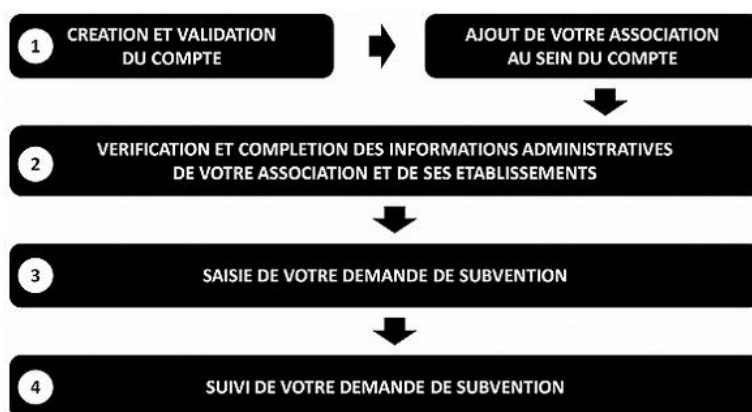 1
CREATION ET VALIDATION
DU COMPTE
AJOUT DE VOTRE ASSOCIATION
AU SEIN DU COMPTE
2
VERIFICATION ET COMPLETION DES INFORMATIONS ADMINISTRATIVES
DE VOTRE ASSOCIATION ET DE SES ETABLISSEMENTS
3
SAISIE DE VOTRE DEMANDE DE SUBVENTION
4
SUIVI DE VOTRE DEMANDE DE SUBVENTION